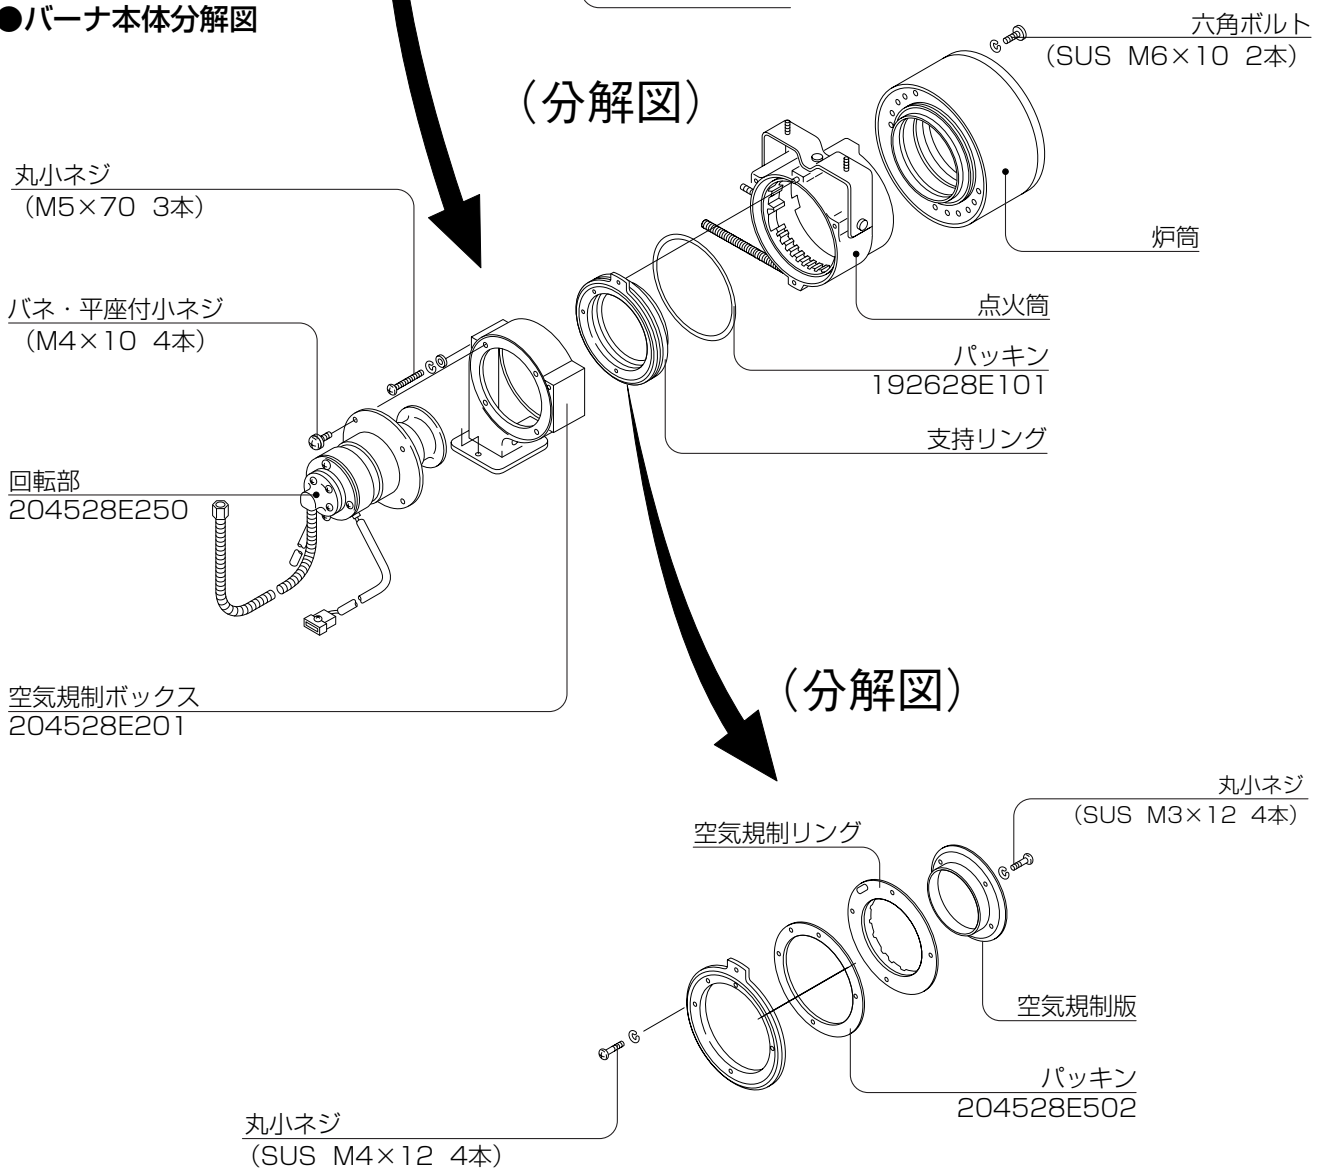 ●バーナ本体分解図
六角ボルト
（SUS M6×10 2本）
（分解図）
丸小ネジ
（M5×70 3本）
炉筒
バネ・平座付小ネジ
（M4×10 4本）
点火筒
パッキン
192628E101
支持リング
回転部
204528E250
空気規制ボックス
204528E201
（分解図）
丸小ネジ
（SUS M3×12 4本）
空気規制リング
空気規制版
パッキン
204528E502
丸小ネジ
（SUS M4×12 4本）